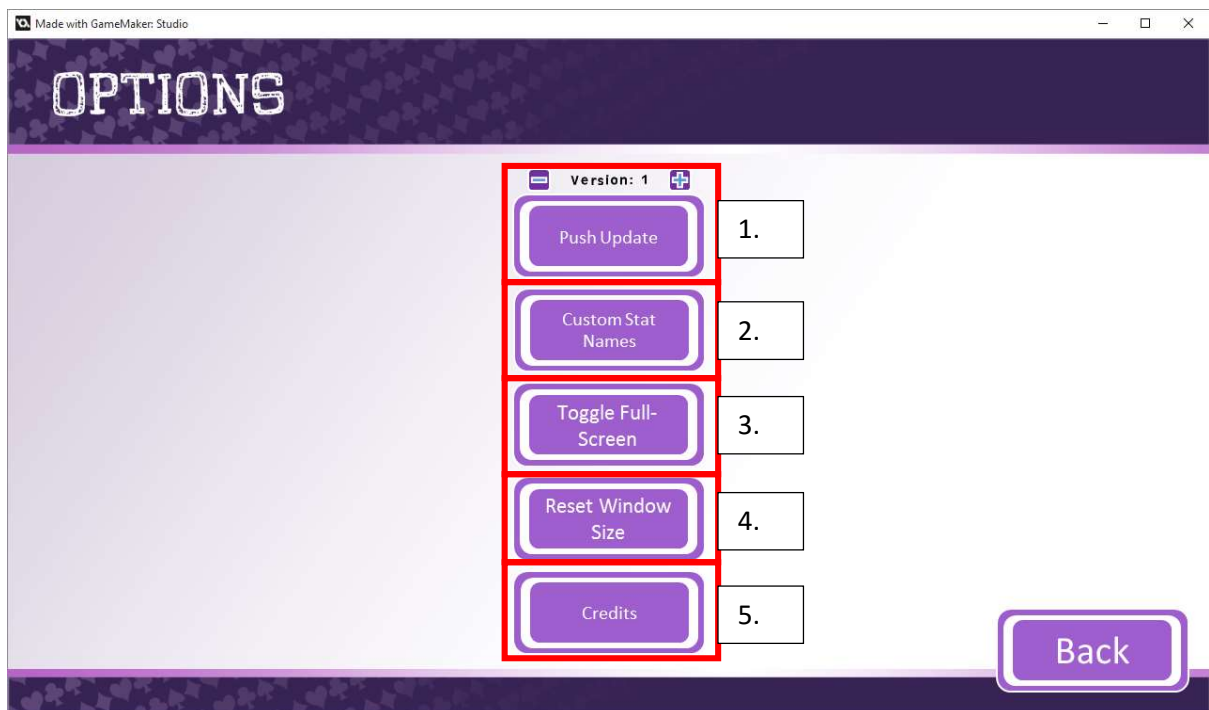 Made with GameMaker: Studio
OPTIONS
Version: 1
Push Update
1.
Custom Stat
Names
2.
Toggle Full-
Screen
3.
Reset Window
Size
4.
Credits
5.
Back